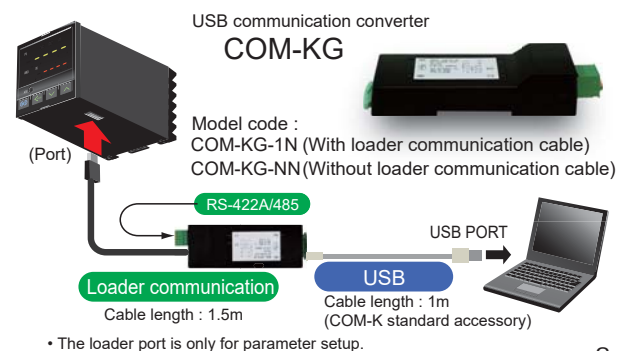 USB communication converter
COM-KG
Model code :
COM-KG-1N (With loader communication cable)
COM-KG-NN (Without loader communication cable)
(Port)
RS-422A/485
USB PORT
Loader communication
USB
Cable length : 1.5m
Cable length : 1m
(COM-K standard accessory)
• The loader port is only for parameter setup.